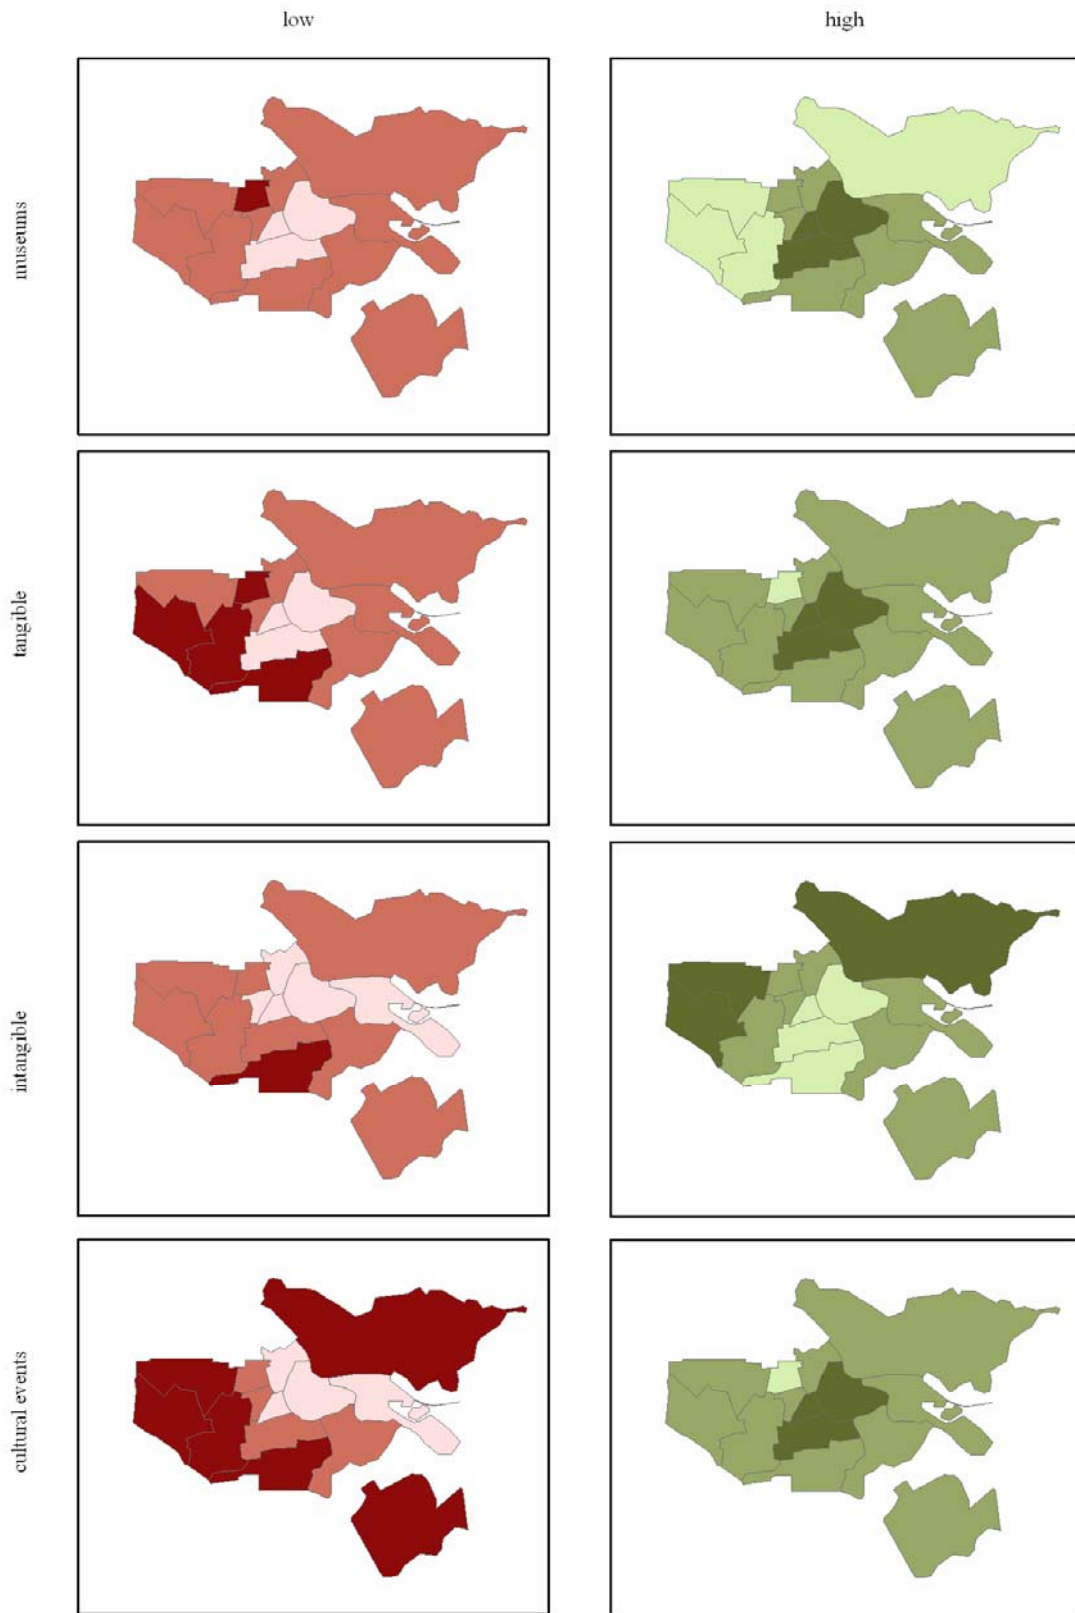 low
high
museums
tangible
intangible
cultural events